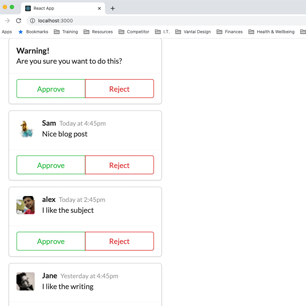 React App
localhost:3000
Apps Bookmarks Training Resources Competitor I.T. Vantai Design Finances Health & Wellbeing
Warning!
Are you sure you want to do this?
Approve Reject
Sam Today at 4:45pm
Nice blog post
Approve Reject
alex Today at 2:45pm
I like the subject
Approve Reject
Jane Yesterday at 4:45pm
I like the writing